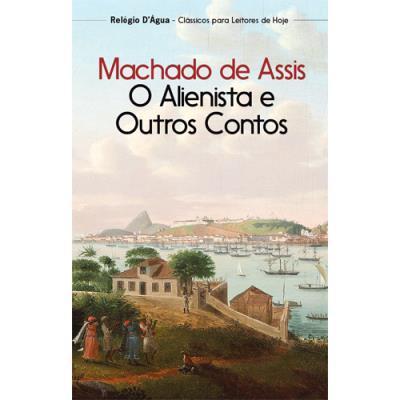 Relógio D'Água - Clássicos para Leitores de Hoje
Machado de Assis
O Alienista e
Outros Contos